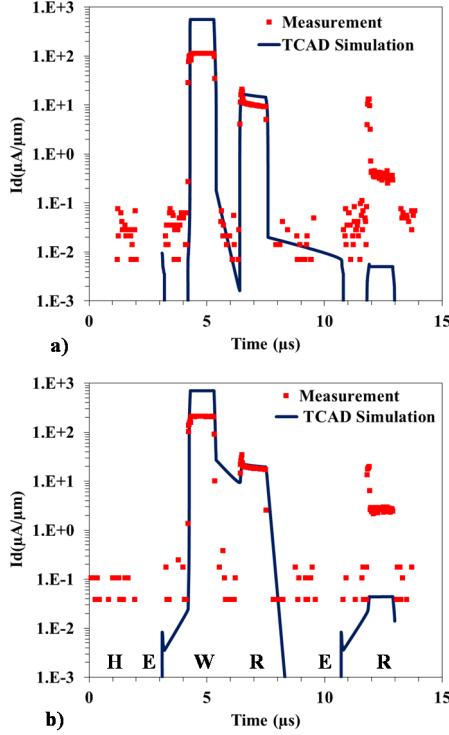 1.E+3
1.E+2
1.E+1
1.E+0
1.E-1
1.E-2
1.E-3
Id(µA/µm)
Measurement
TCAD Simulation
0 5 10 15
Time (µs)
a)
1.E+3
1.E+2
1.E+1
1.E+0
1.E-1
1.E-2
1.E-3
Id(µA/µm)
Measurement
TCAD Simulation
H E W R E R
0 5 10 15
Time (µs)
b)